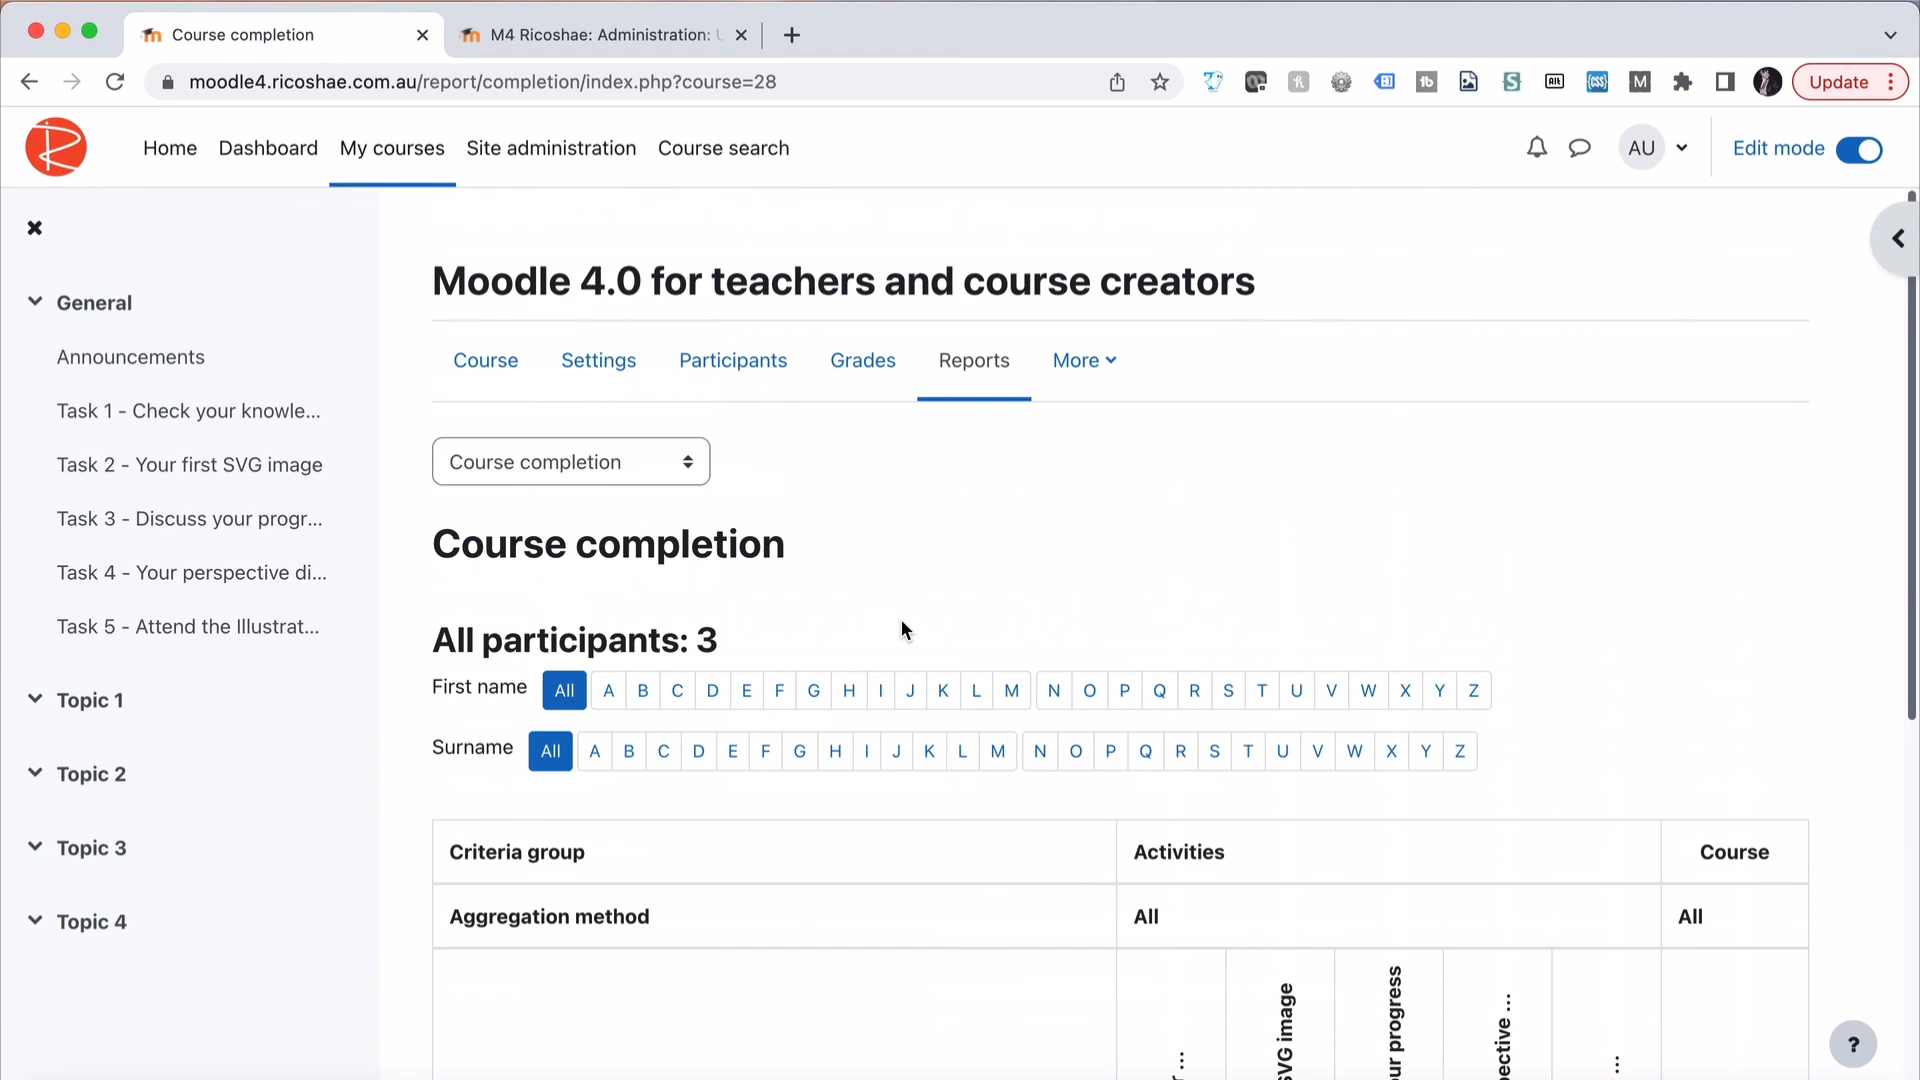 Course completion
M4 Ricoshae: Administration:
moodle4.ricoshae.com.au/report/completion/index.php?course=28
Update
Home Dashboard My courses Site administration Course search
AU
Edit mode
General
Announcements
Task 1 - Check your knowle...
Task 2 - Your first SVG image
Task 3 - Discuss your progr...
Task 4 - Your perspective di...
Task 5 - Attend the Illustrat...
Topic 1
Topic 2
Topic 3
Topic 4
Moodle 4.0 for teachers and course creators
Course Settings Participants Grades Reports More
Course completion
Course completion
All participants: 3
First name All A B C D E F G H I J K L M N O P Q R S T U V W X Y Z
Surname All A B C D E F G H I J K L M N O P Q R S T U V W X Y Z
Criteria group Activities Course
Aggregation method All All
SVG image
ur progress
pective ...
?